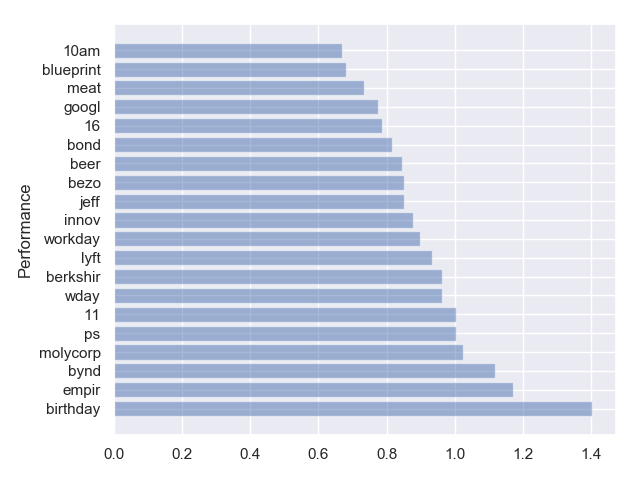 10am
blueprint
meat
googl
16
bond
beer
bezo
jeff
innov
workday
lyft
berkshir
wday
11
ps
molycorp
bynd
empir
birthday
Performance
0.0 0.2 0.4 0.6 0.8 1.0 1.2 1.4